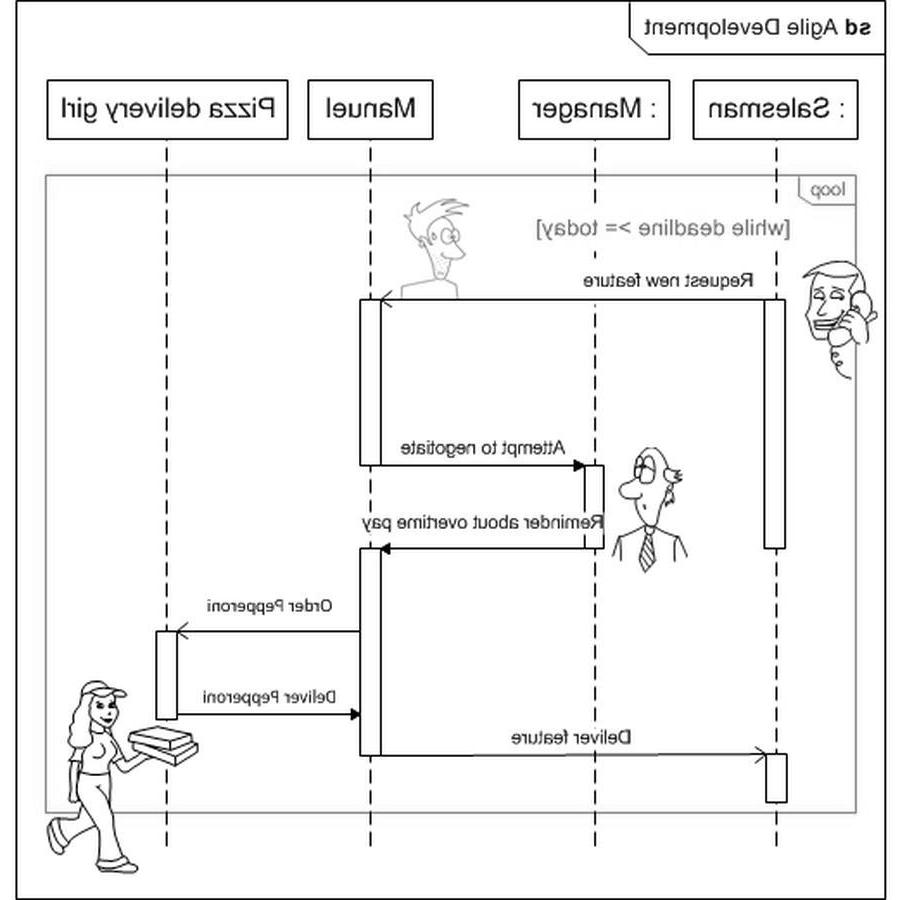 sd Agile Development
: Salesman
: Manager
Manuel
Pizza delivery girl
loop
[while deadline >= today]
Request new feature
Attempt to negotiate
Reminder about overtime pay
Order Pepperoni
Deliver Pepperoni
Deliver feature